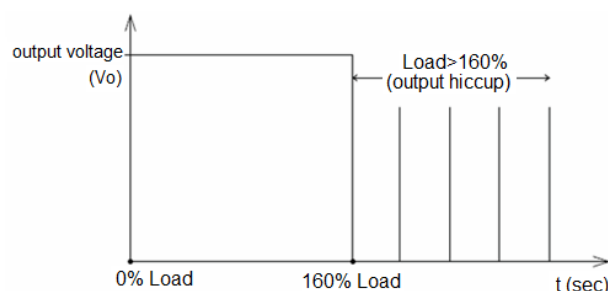 output voltage
(Vo)
Load>160%
(output hiccup)
0% Load
160% Load
t (sec)